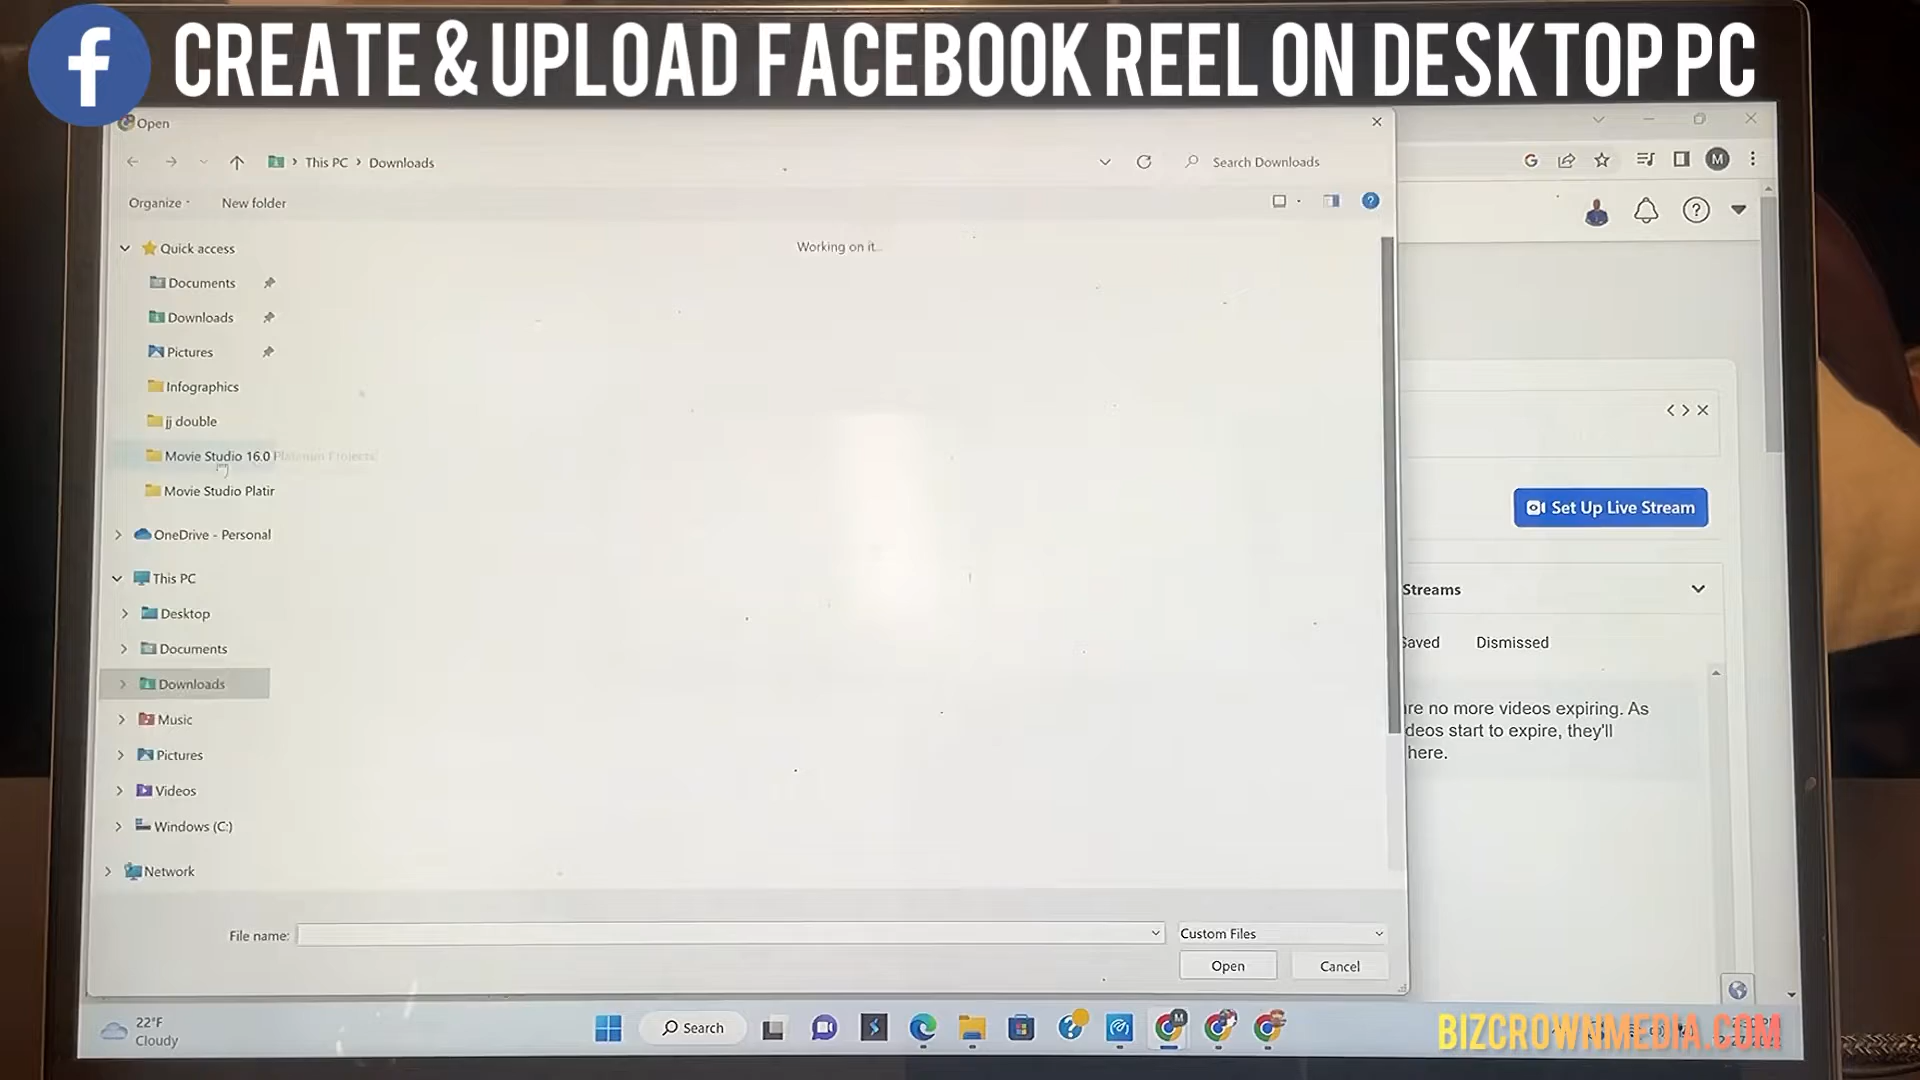 f CREATE & UPLOAD FACEBOOK REEL ON DESKTOP PC
Open
This PC > Downloads
Search Downloads
G
M
Organize
New folder
?
?
Quick access
Working on it...
Documents
Downloads
Pictures
Infographics
jj double
Movie Studio 16.0 Platinum Projects
Movie Studio Platir
OneDrive - Personal
Set Up Live Stream
This PC
Streams
Desktop
Documents
Saved
Dismissed
Downloads
re no more videos expiring. As
Music
deos start to expire, they'll
Pictures
here.
Videos
Windows (C:)
Network
File name:
Custom Files
Open
Cancel
22°F
Cloudy
Search
M
BIZCROWNMEDIA.COM